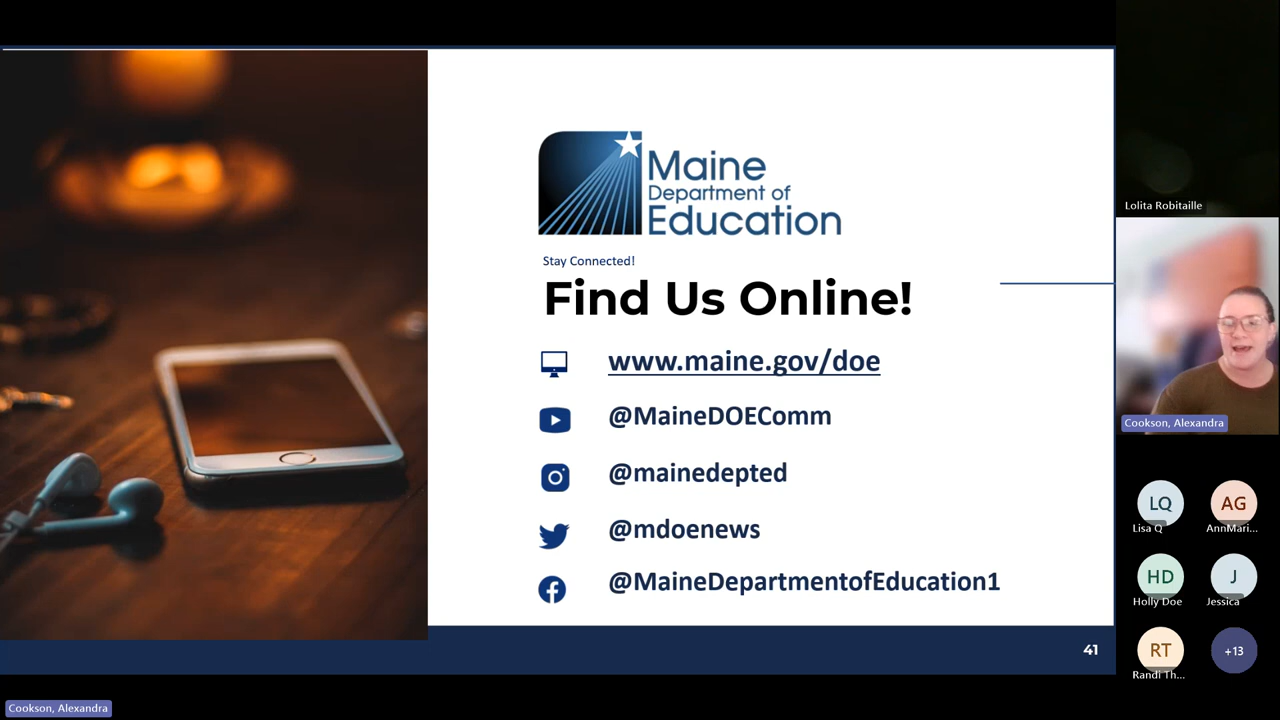 Maine
Department of
Education
Stay Connected!
Find Us Online!
www.maine.gov/doe
@MaineDOEComm
@mainedepted
@mdoenews
@MaineDepartmentofEducation1
41
Lolita Robitaille
Cookson, Alexandra
LQ
AG
Lisa Q
AnnMari...
HD
J
Holly Doe
Jessica
RT
+13
Randi Th...
Cookson, Alexandra